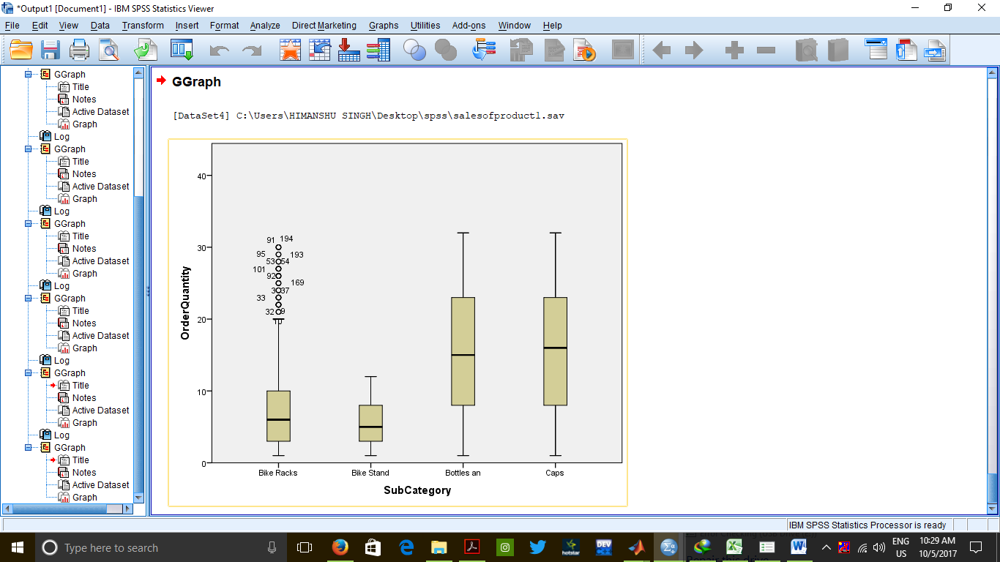 *Output1 [Document1] - IBM SPSS Statistics Viewer
File Edit View Data Transform Insert Format Analyze Direct Marketing Graphs Utilities Add-ons Window Help
GGraph
Title
Notes
Active Dataset
Graph
Log
GGraph
Title
Notes
Active Dataset
Graph
Log
GGraph
Title
Notes
Active Dataset
Graph
Log
GGraph
Title
Notes
Active Dataset
Graph
Log
GGraph
Title
Notes
Active Dataset
Graph
Log
GGraph
Title
Notes
Active Dataset
Graph
GGraph
[DataSet4] C:\Users\HIMANSHU SINGH\Desktop\spss\salesofproduct1.sav
OrderQuantity
40
30
20
10
0
91 194
95 193
53 54
101
92
169
37
33
32 9
Bike Racks Bike Stand Bottles an Caps
SubCategory
IBM SPSS Statistics Processor is ready
Type here to search
DEV
hotstar
ENG
US
10:29 AM
10/5/2017